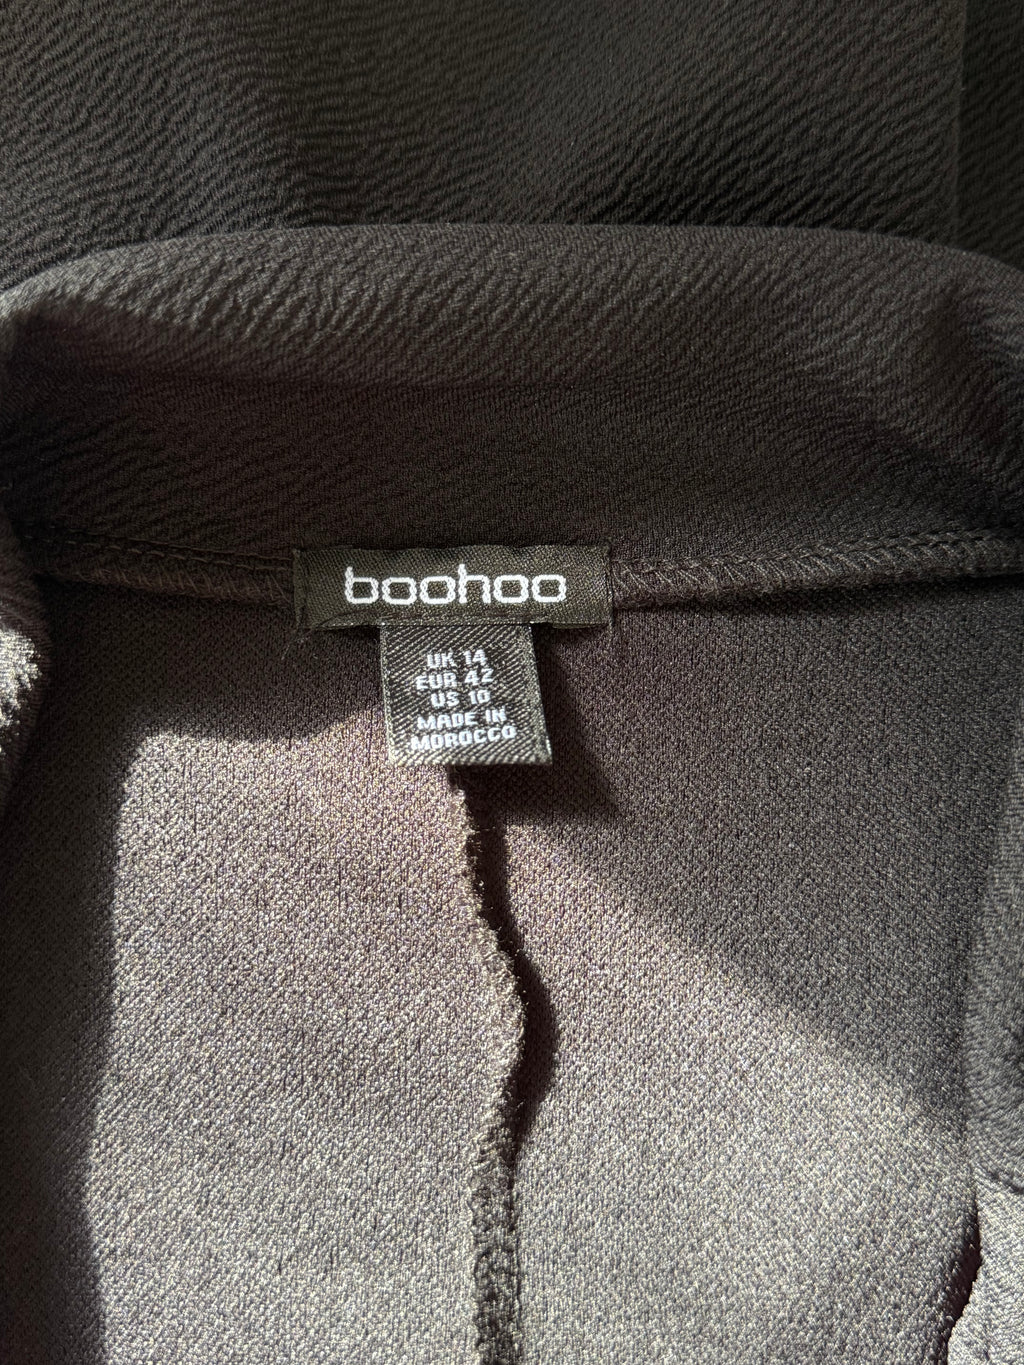 boohoo
UK 14
EUR 42
US 10
MADE IN
MOROCCO